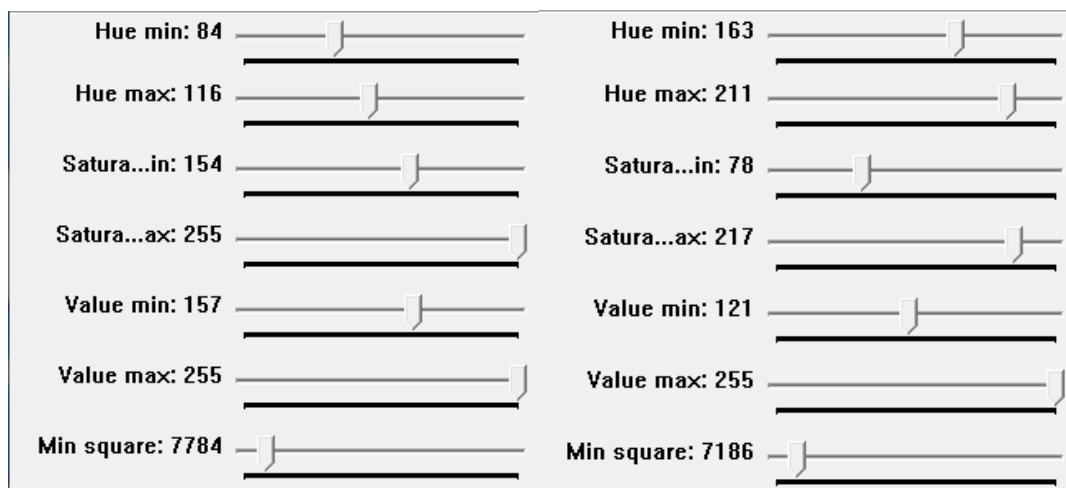 Hue min: 84
Hue max: 116
Satura...in: 154
Satura...ax: 255
Value min: 157
Value max: 255
Min square: 7784
Hue min: 163
Hue max: 211
Satura...in: 78
Satura...ax: 217
Value min: 121
Value max: 255
Min square: 7186